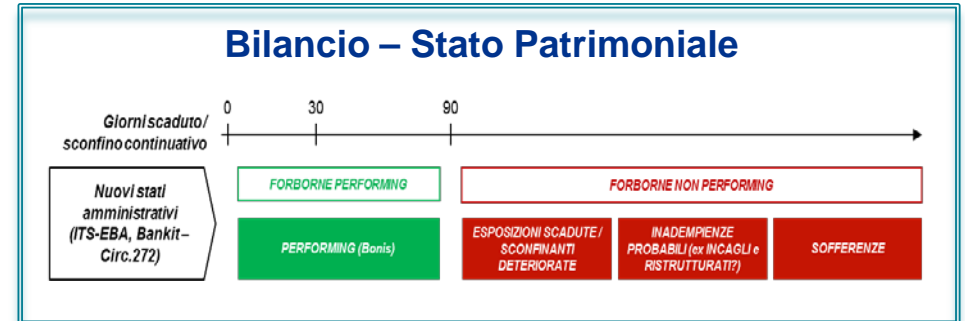 Bilancio – Stato Patrimoniale
0 30 90
Giorni scaduto/
sconfino continuativo
Nuovi stati
amministrativi
(ITS-EBA, Bankit–
Circ.272)
FORBORNE PERFORMING
FORBORNE NON PERFORMING
PERFORMING (Bonis)
ESPOSIZIONI SCADUTE /
SCONFINANTI
DETERIORATE
INADEMPIENZE
PROBABILI (ex INCAGLI e
RISTRUTTURATI?)
SOFFERENZE